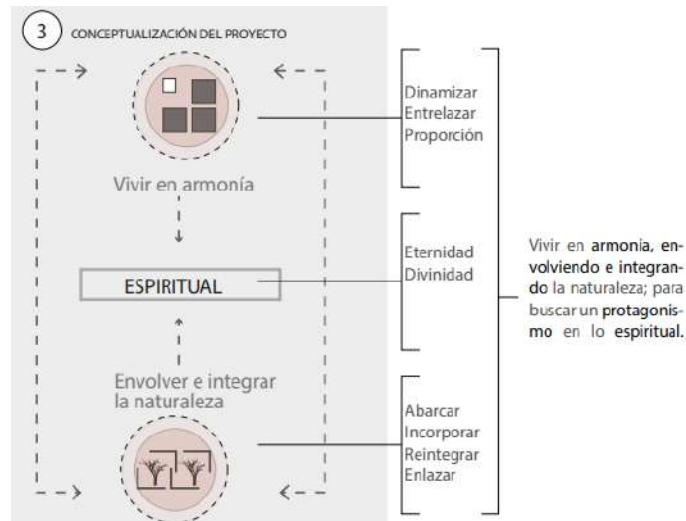 3 CONCEPTUALIZACIÓN DEL PROYECTO
Vivir en armonía
ESPIRITUAL
Envolver e integrar
la naturaleza
Dinamizar
Entrelazar
Proporción
Eternidad
Divinidad
Abarcar
Incorporar
Reintegrar
Enlazar
Vivir en armonia, en-
volviendo e integran-
do la naturaleza; para
buscar un protagonis-
mo en lo espiritual.